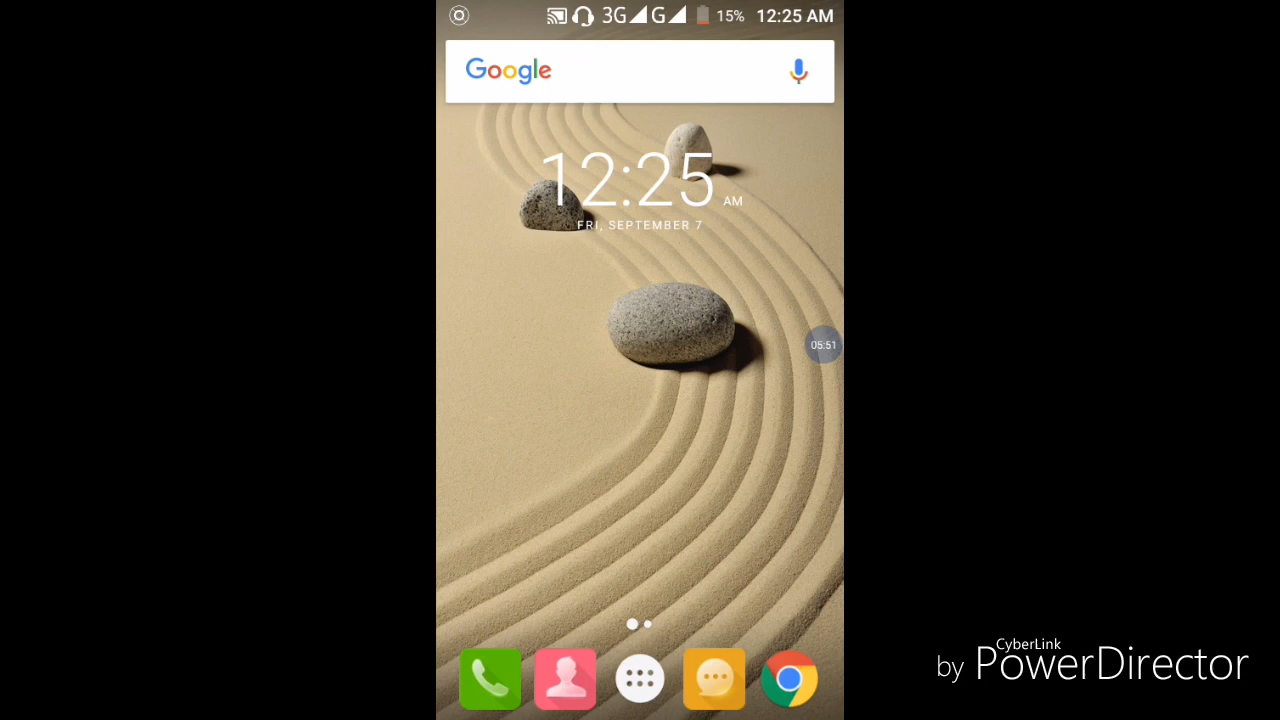 3G G 15% 12:25 AM
Google
12:25 AM
FRI, SEPTEMBER 7
05:51
CyberLink
by PowerDirector